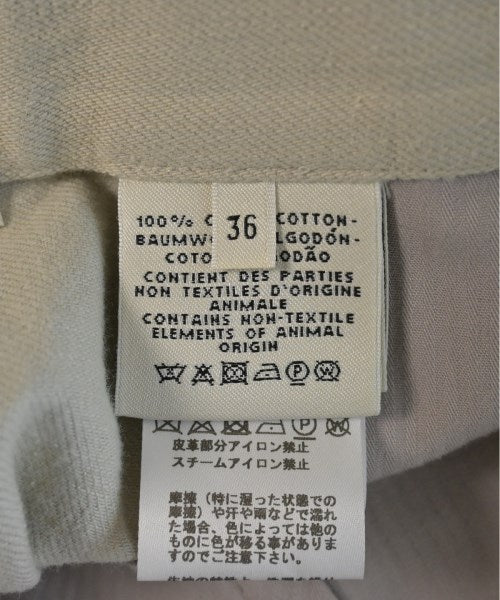 36
100% C COTTON-
BAUMW LGODÓN-
COTO ODÃO
CONTIENT DES PARTIES
NON TEXTILES D'ORIGINE
ANIMALE
CONTAINS NON-TEXTILE
ELEMENTS OF ANIMAL
ORIGIN
P W
P W
皮革部分アイロン禁止
スチームアイロン禁止
摩擦（特に湿った状態での
摩擦）や汗や雨などで濡れ
た場合、色によっては他の
ものに色が移る事がありま
すのでご注意下さい。